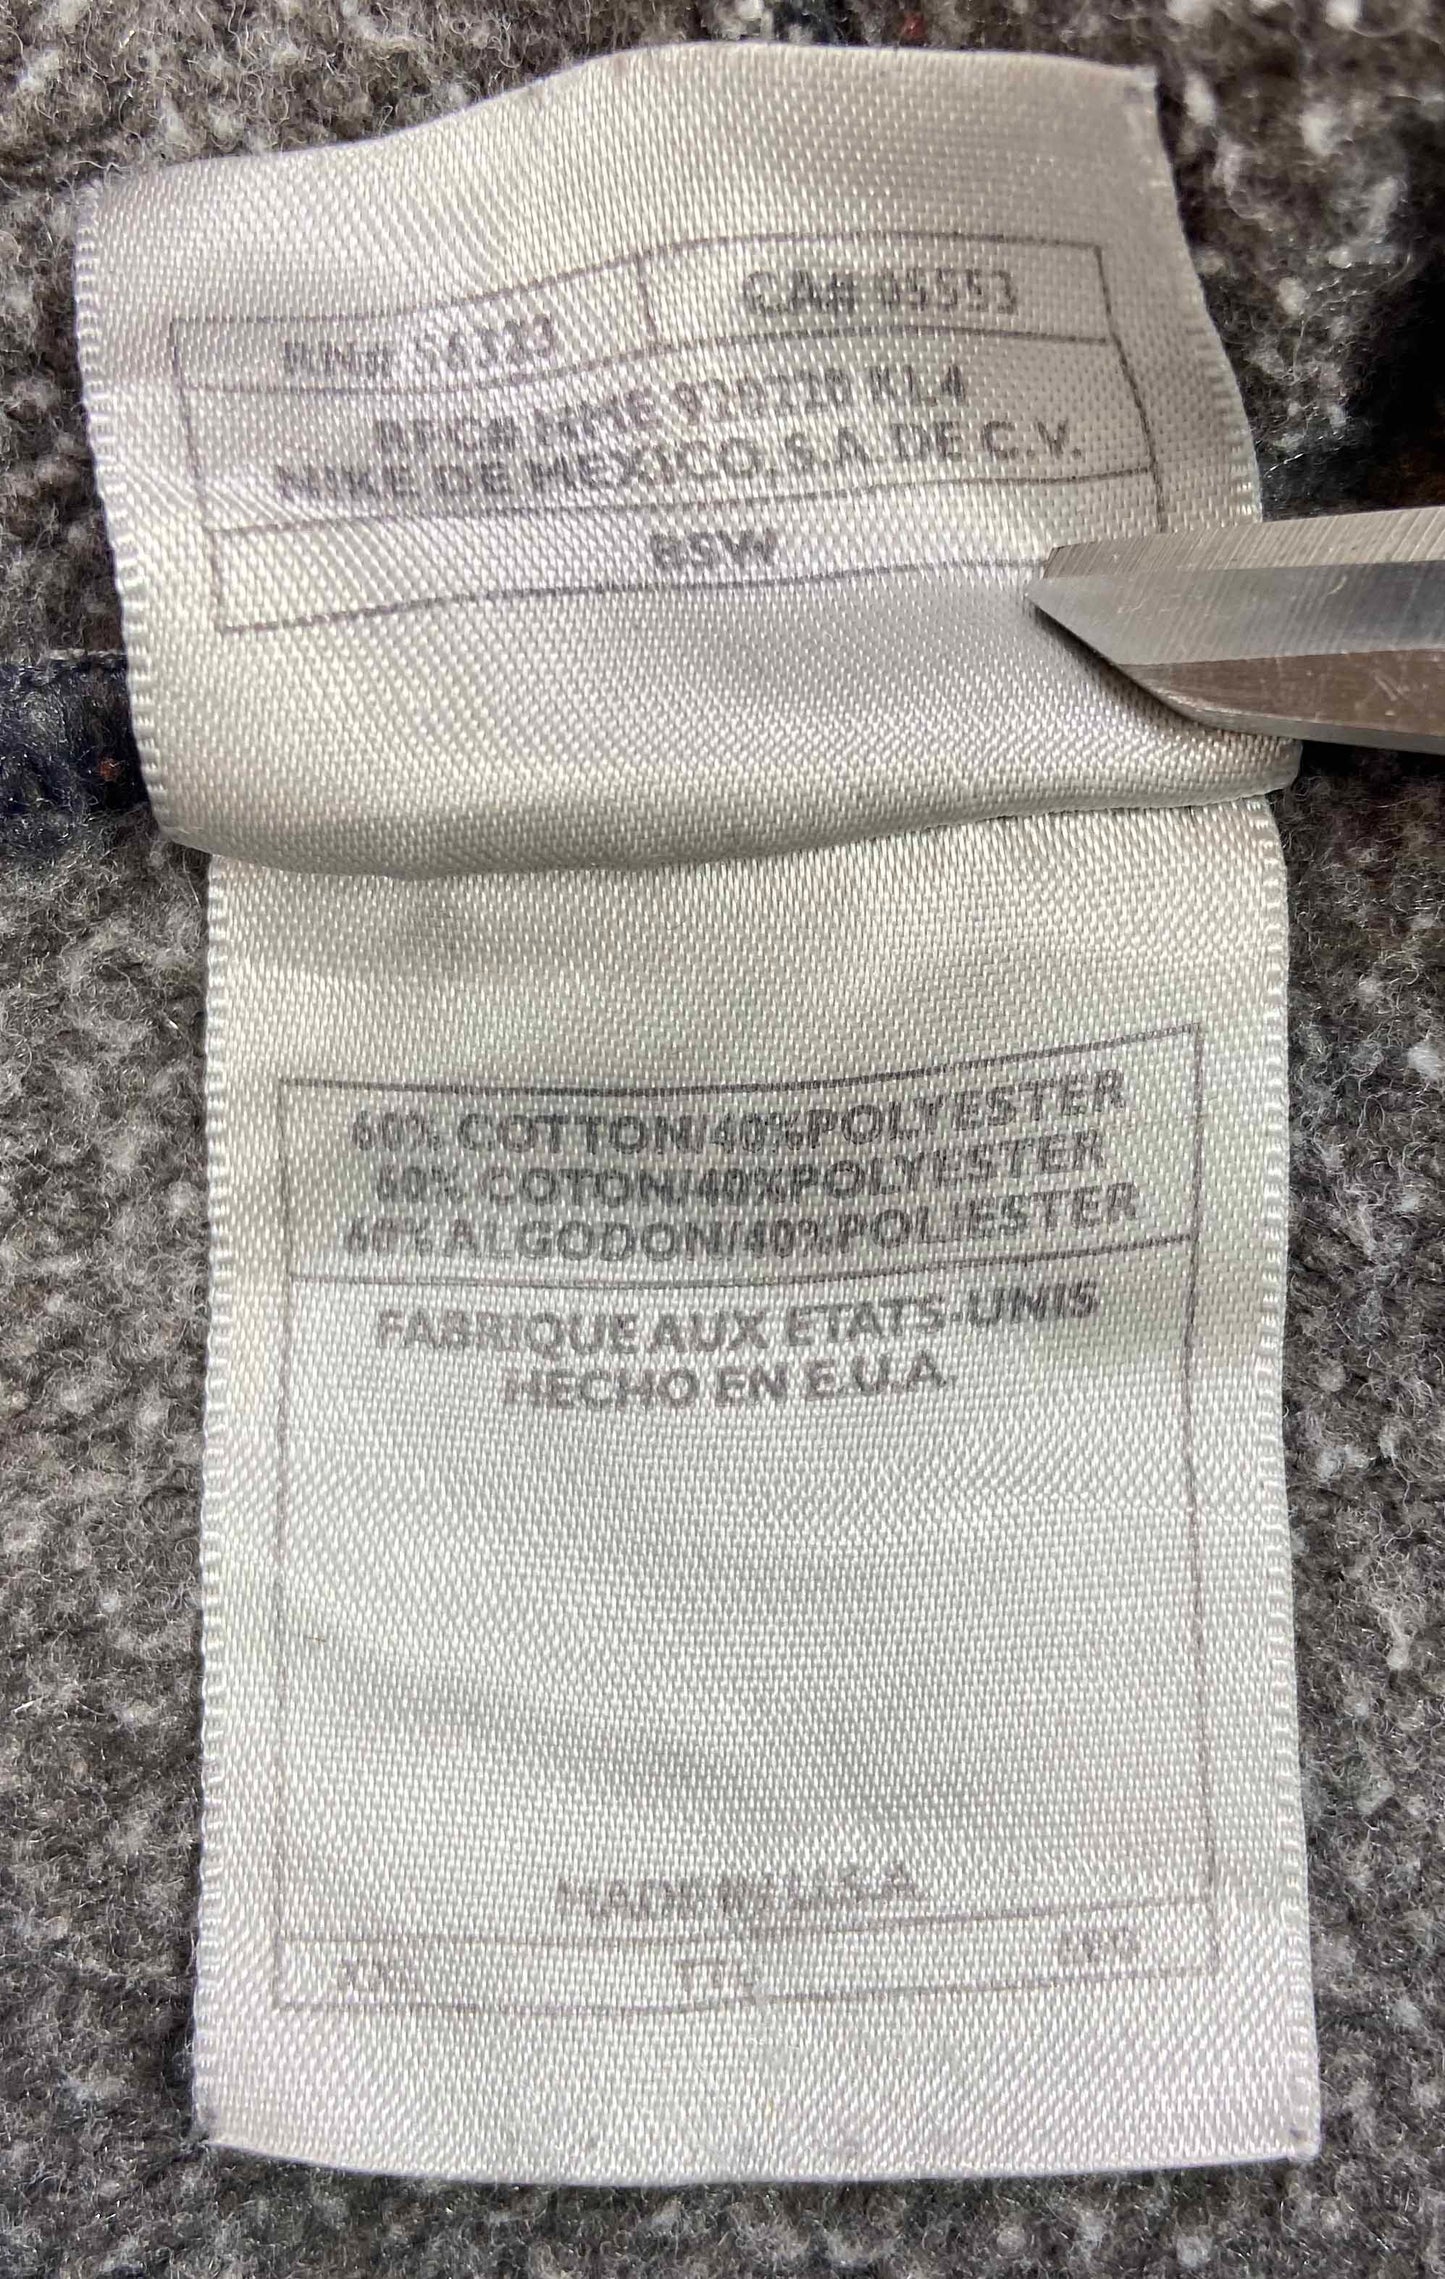 RN# 56323 CA# 05553
RFC# NME 920220 KL4
NIKE DE MEXICO, S.A. DE C.V.
BSW
60% COTTON/40%POLYESTER
60% COTON/40%POLYESTER
60% ALGODON/40%POLIESTER
FABRIQUE AUX ETATS-UNIS
HECHO EN E.U.A.
MADE IN U.S.A.